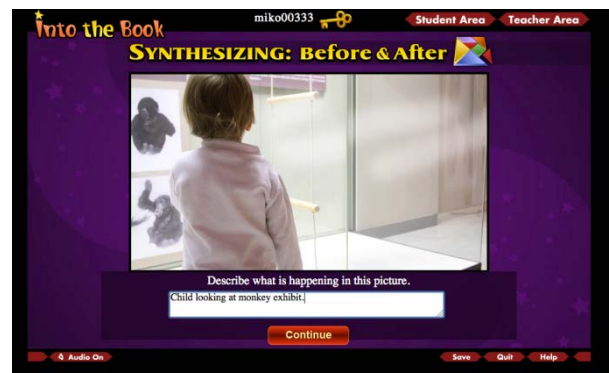 Into the Book
miko00333
Student Area
Teacher Area
SYNTHESIZING: Before & After
Describe what is happening in this picture.
Child looking at monkey exhibit.
Continue
Audio On
Save
Quit
Help